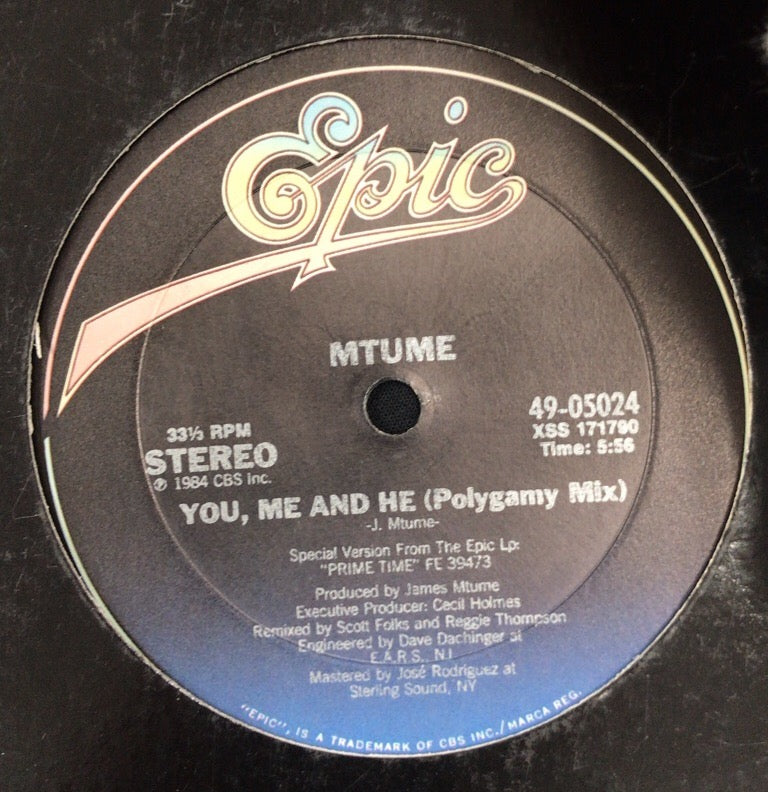 Epic
MTUME
49-05024
XSS 171790
Time: 5:56
33⅓ RPM
STEREO
℗ 1984 CBS Inc.
YOU, ME AND HE (Polygamy Mix)
-J. Mtume-
Special Version From The Epic Lp:
"PRIME TIME" FE 39473
Produced by James Mtume
Executive Producer: Cecil Holmes
Remixed by Scott Folks and Reggie Thompson
Engineered by Dave Dachinger at
E.A.R.S., NJ
Mastered by José Rodriguez at
Sterling Sound, NY
"EPIC", IS A TRADEMARK OF CBS INC./MARCA REG.